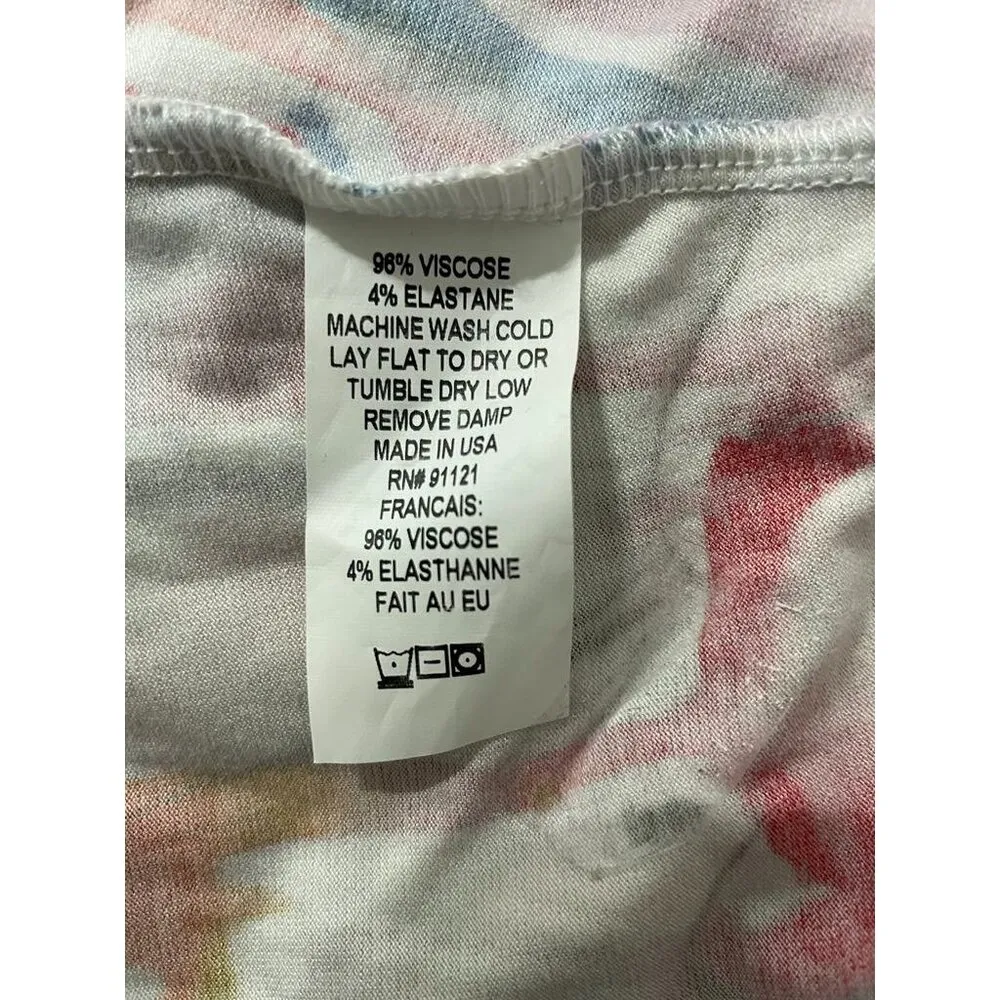 96% VISCOSE
4% ELASTANE
MACHINE WASH COLD
LAY FLAT TO DRY OR
TUMBLE DRY LOW
REMOVE DAMP
MADE IN USA
RN# 91121
FRANCAIS:
96% VISCOSE
4% ELASTHANNE
FAIT AU EU